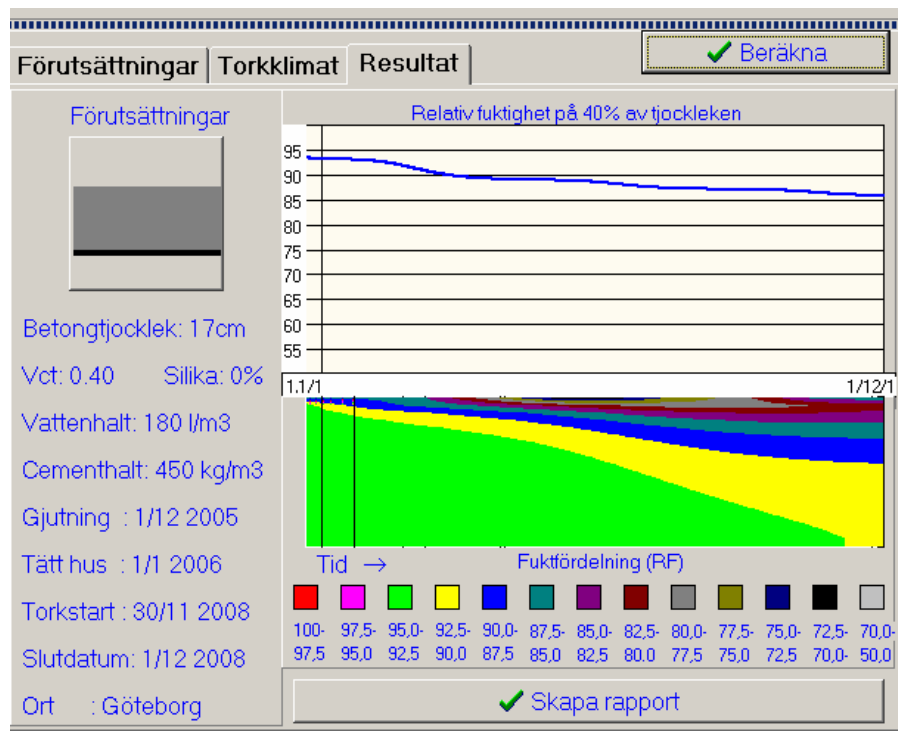 Förutsättningar Torkklimat Resultat
Beräkna
Förutsättningar
Betongtjocklek: 17cm
Vct: 0.40 Silika: 0%
Vattenhalt: 180 l/m3
Cementhalt: 450 kg/m3
Gjutning : 1/12 2005
Tätt hus : 1/1 2006
Torkstart : 30/11 2008
Slutdatum: 1/12 2008
Ort : Göteborg
Relativ fuktighet på 40% av tjockleken
95
90
85
80
75
70
65
60
55
1.1/1 1/12/1
Tid → Fuktfördelning (RF)
100- 97,5- 95,0- 92,5- 90,0- 87,5- 85,0- 82,5- 80,0- 77,5- 75,0- 72,5- 70,0-
97,5 95,0 92,5 90,0 87,5 85,0 82,5 80.0 77,5 75,0 72,5 70,0- 50,0
Skapa rapport